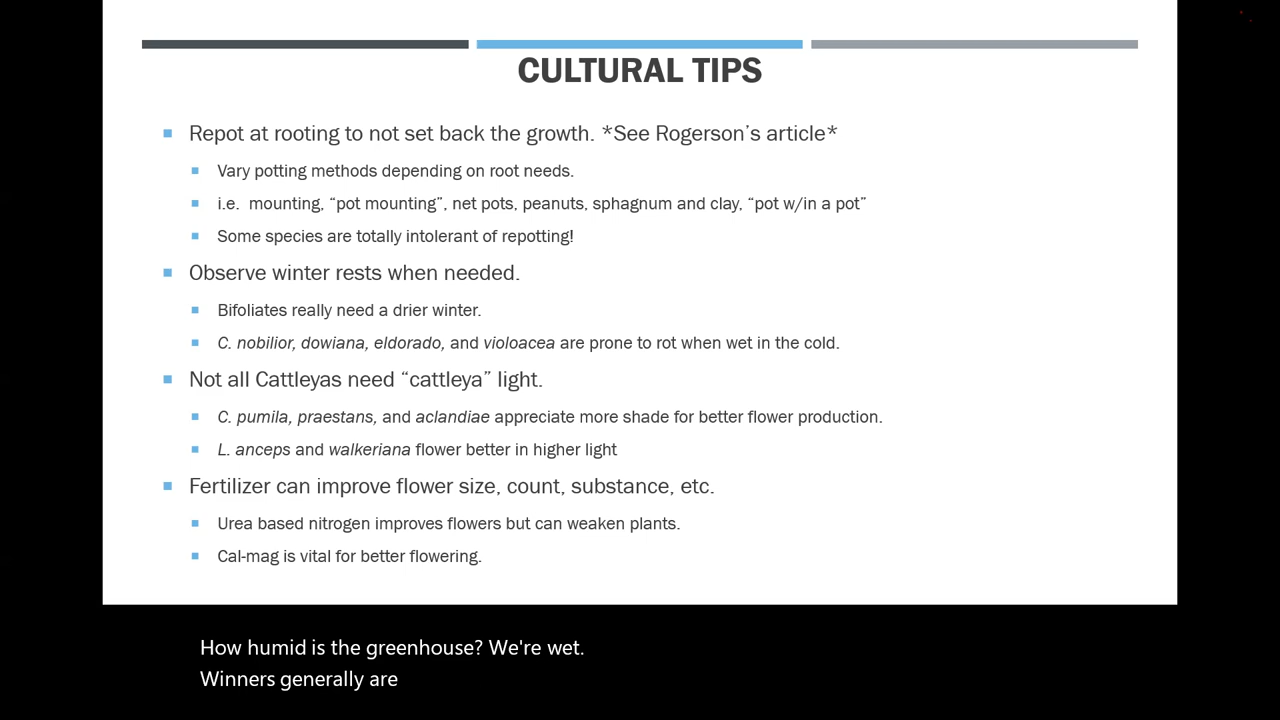 CULTURAL TIPS
Repot at rooting to not set back the growth. *See Rogerson’s article*
Vary potting methods depending on root needs.
i.e.  mounting, “pot mounting”, net pots, peanuts, sphagnum and clay, “pot w/in a pot”
Some species are totally intolerant of repotting!
Observe winter rests when needed.
Bifoliates really need a drier winter.
C. nobilior, dowiana, eldorado, and violoacea are prone to rot when wet in the cold.
Not all Cattleyas need “cattleya” light.
C. pumila, praestans, and aclandiae appreciate more shade for better flower production.
L. anceps and walkeriana flower better in higher light
Fertilizer can improve flower size, count, substance, etc.
Urea based nitrogen improves flowers but can weaken plants.
Cal-mag is vital for better flowering.
How humid is the greenhouse? We're wet.
Winners generally are